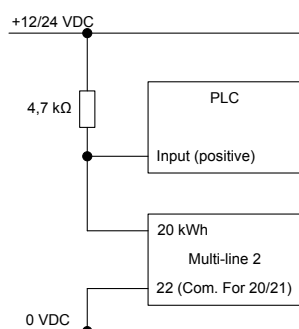 +12/24 VDC
4,7 kΩ
PLC
Input (positive)
20 kWh
Multi-line 2
22 (Com. For 20/21)
0 VDC